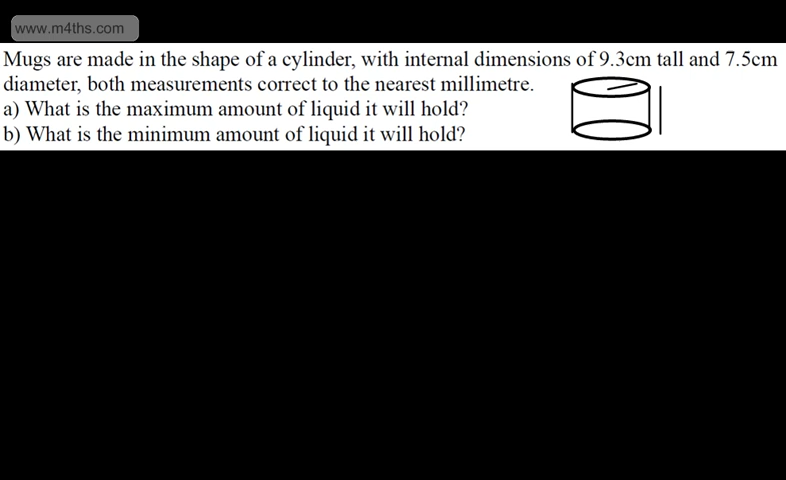 www.m4ths.com
Mugs are made in the shape of a cylinder, with internal dimensions of 9.3cm tall and 7.5cm
diameter, both measurements correct to the nearest millimetre.
a) What is the maximum amount of liquid it will hold?
b) What is the minimum amount of liquid it will hold?